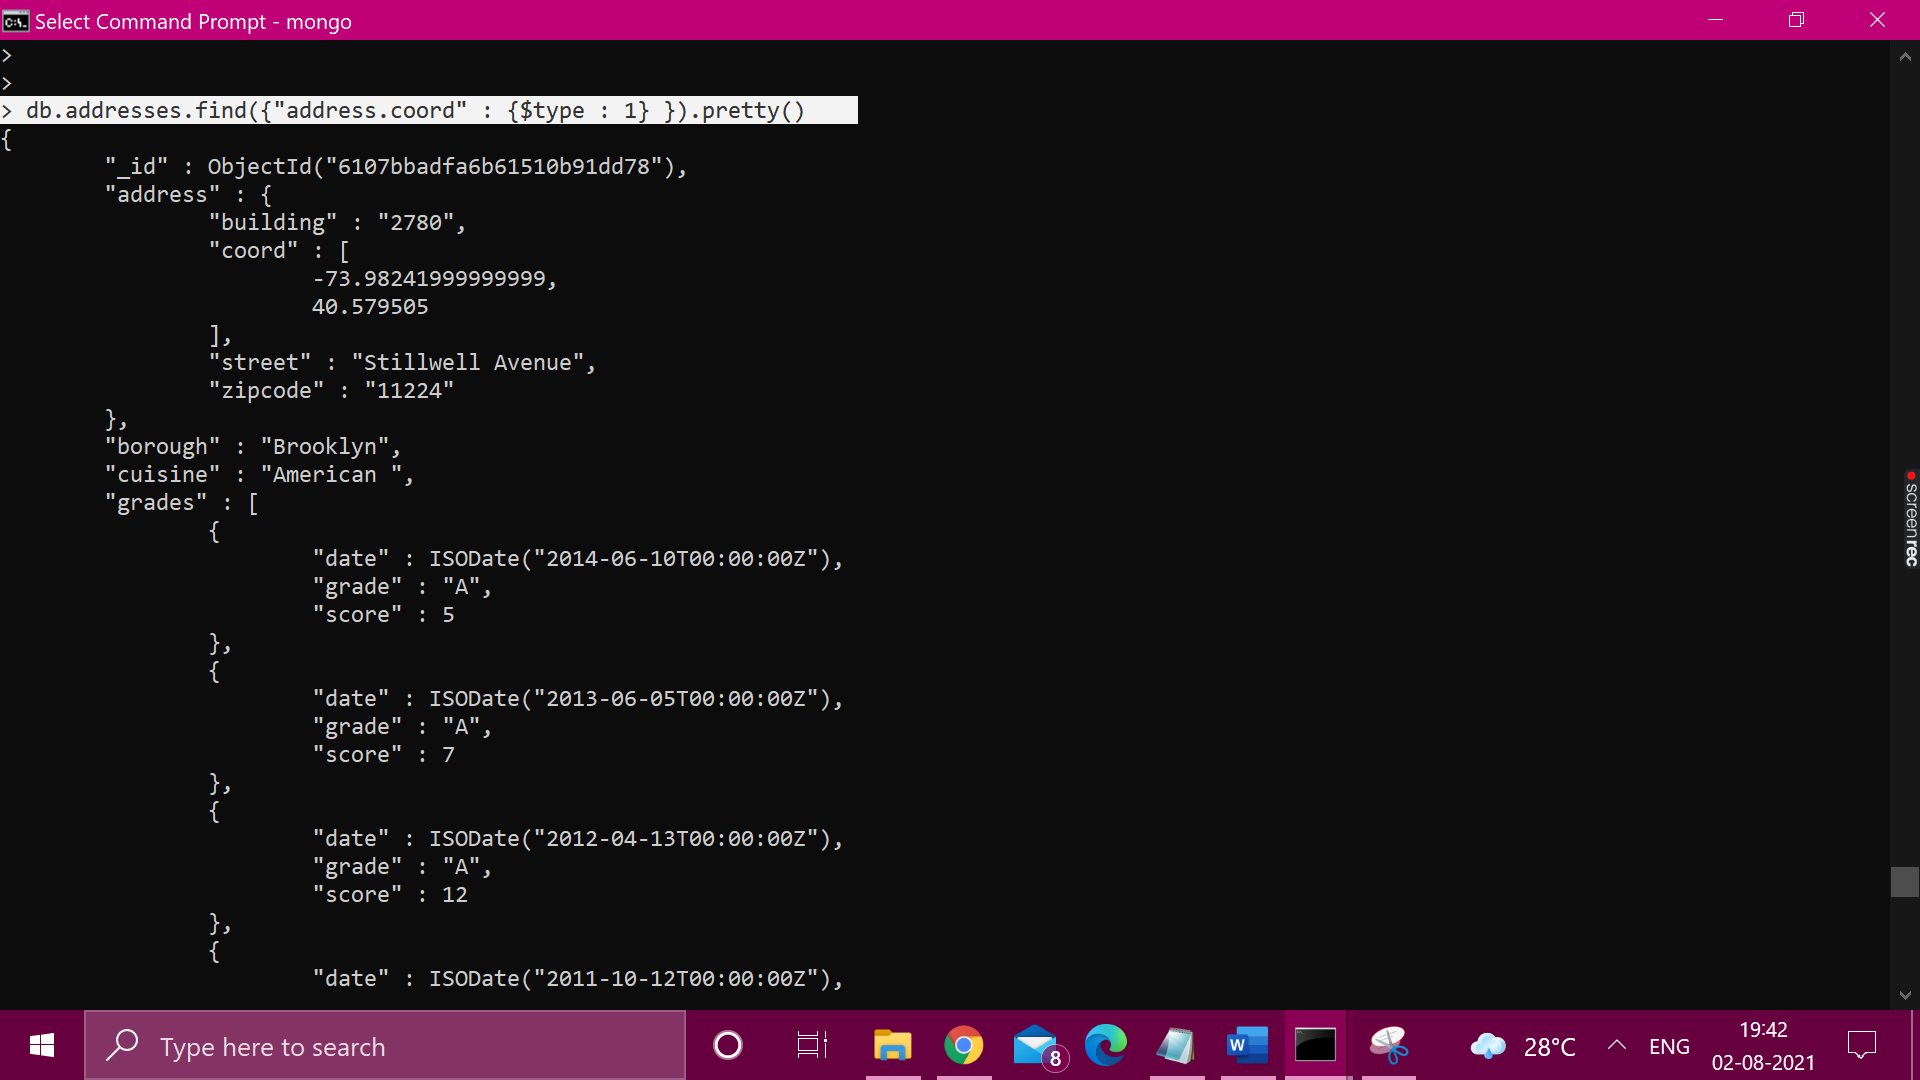 Select Command Prompt - mongo
>
>
> db.addresses.find({"address.coord" : {$type : 1} }).pretty()
{
"_id" : ObjectId("6107bbadfa6b61510b91dd78"),
"address" : {
"building" : "2780",
"coord" : [
-73.98241999999999,
40.579505
],
"street" : "Stillwell Avenue",
"zipcode" : "11224"
},
"borough" : "Brooklyn",
"cuisine" : "American ",
"grades" : [
{
"date" : ISODate("2014-06-10T00:00:00Z"),
"grade" : "A",
"score" : 5
},
{
"date" : ISODate("2013-06-05T00:00:00Z"),
"grade" : "A",
"score" : 7
},
{
"date" : ISODate("2012-04-13T00:00:00Z"),
"grade" : "A",
"score" : 12
},
{
"date" : ISODate("2011-10-12T00:00:00Z"),
screenrec
Type here to search
8
W
28°C
ENG
19:42
02-08-2021